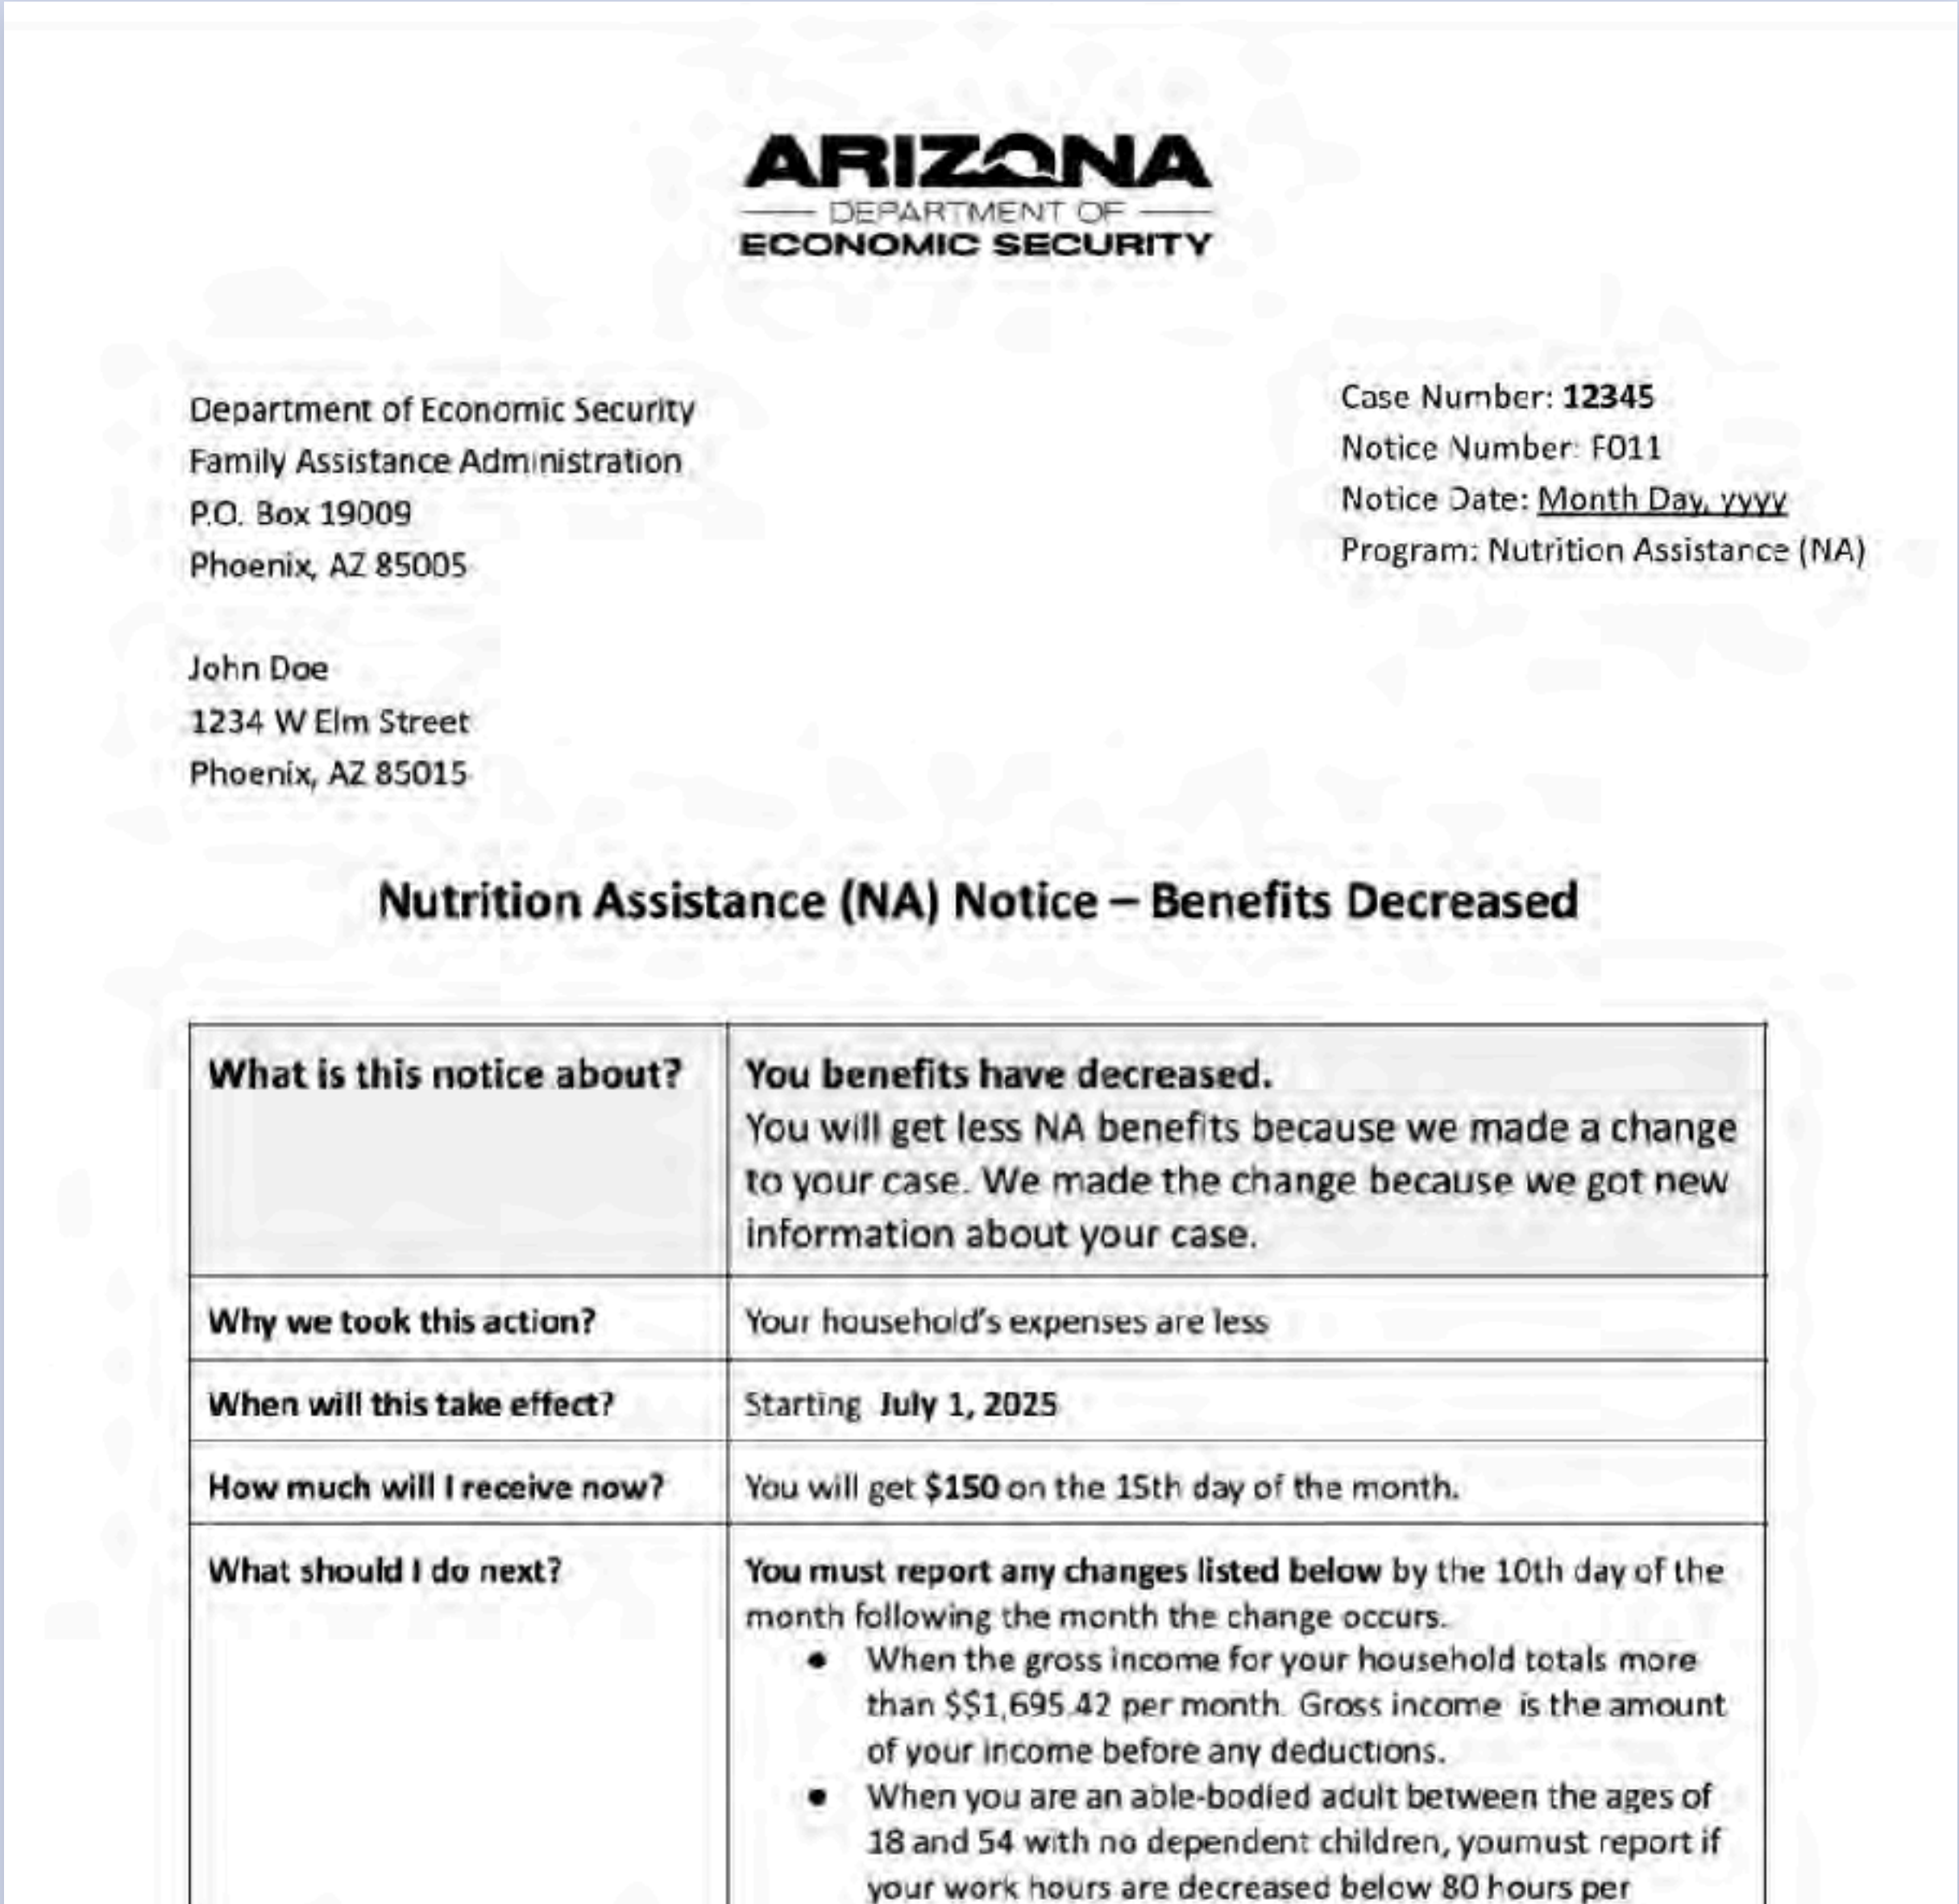 ARIZONA
DEPARTMENT OF
ECONOMIC SECURITY
Department of Economic Security
Family Assistance Administration
P.O. Box 19009
Phoenix, AZ 85005
Case Number: 12345
Notice Number: F011
Notice Date: Month Day, yyyy
Program: Nutrition Assistance (NA)
John Doe
1234 W Elm Street
Phoenix, AZ 85015
Nutrition Assistance (NA) Notice – Benefits Decreased
What is this notice about?
You benefits have decreased.
You will get less NA benefits because we made a change
to your case. We made the change because we got new
information about your case.
Why we took this action?
Your household's expenses are less
When will this take effect?
Starting July 1, 2025
How much will I receive now?
You will get $150 on the 15th day of the month.
What should I do next?
You must report any changes listed below by the 10th day of the
month following the month the change occurs.
• When the gross income for your household totals more
than $$1,695.42 per month. Gross income is the amount
of your income before any deductions.
• When you are an able-bodied adult between the ages of
18 and 54 with no dependent children, youmust report if
your work hours are decreased below 80 hours per